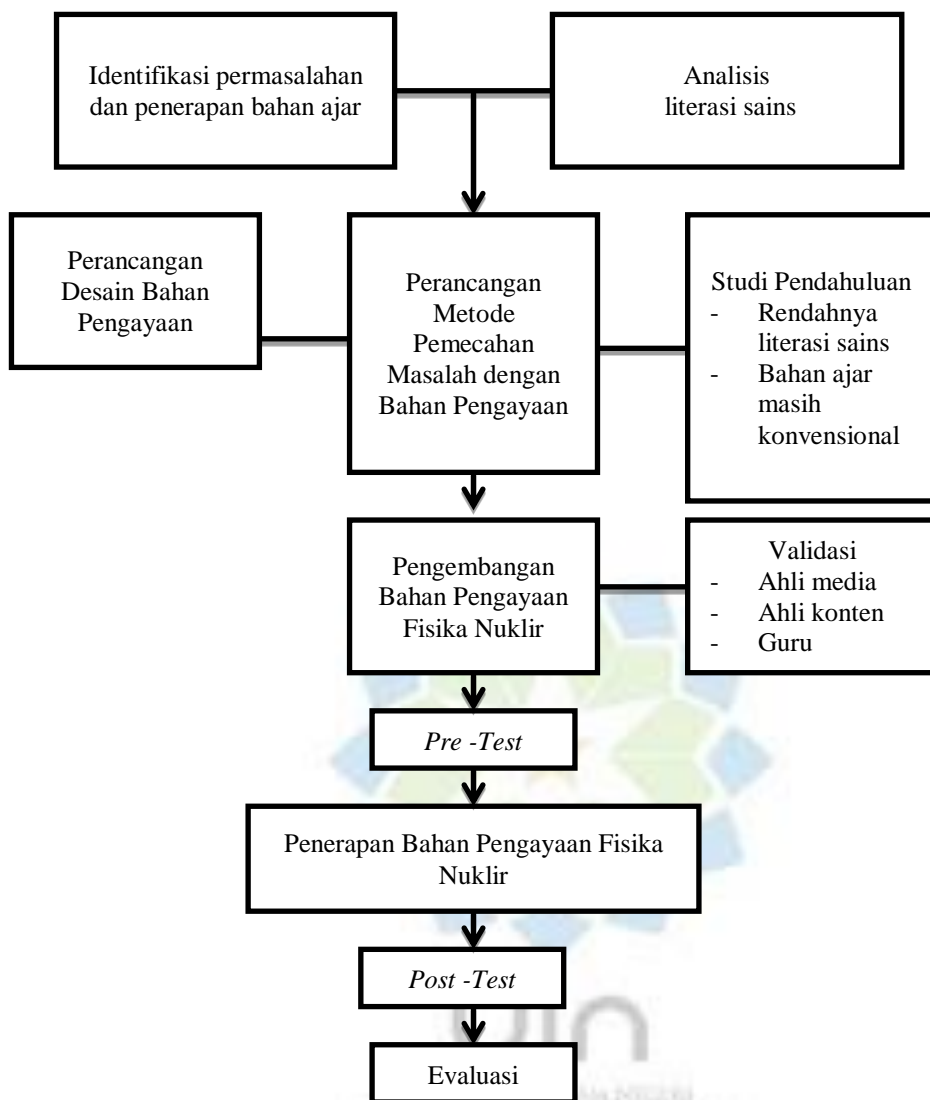 Identifikasi permasalahan
dan penerapan bahan ajar
Analisis
literasi sains
Perancangan
Desain Bahan
Pengayaan
Perancangan
Metode
Pemecahan
Masalah dengan
Bahan Pengayaan
Studi Pendahuluan
- Rendahnya
literasi sains
- Bahan ajar
masih
konvensional
Pengembangan
Bahan Pengayaan
Fisika Nuklir
Validasi
- Ahli media
- Ahli konten
- Guru
Pre -Test
Penerapan Bahan Pengayaan Fisika
Nuklir
Post -Test
uin
Evaluasi